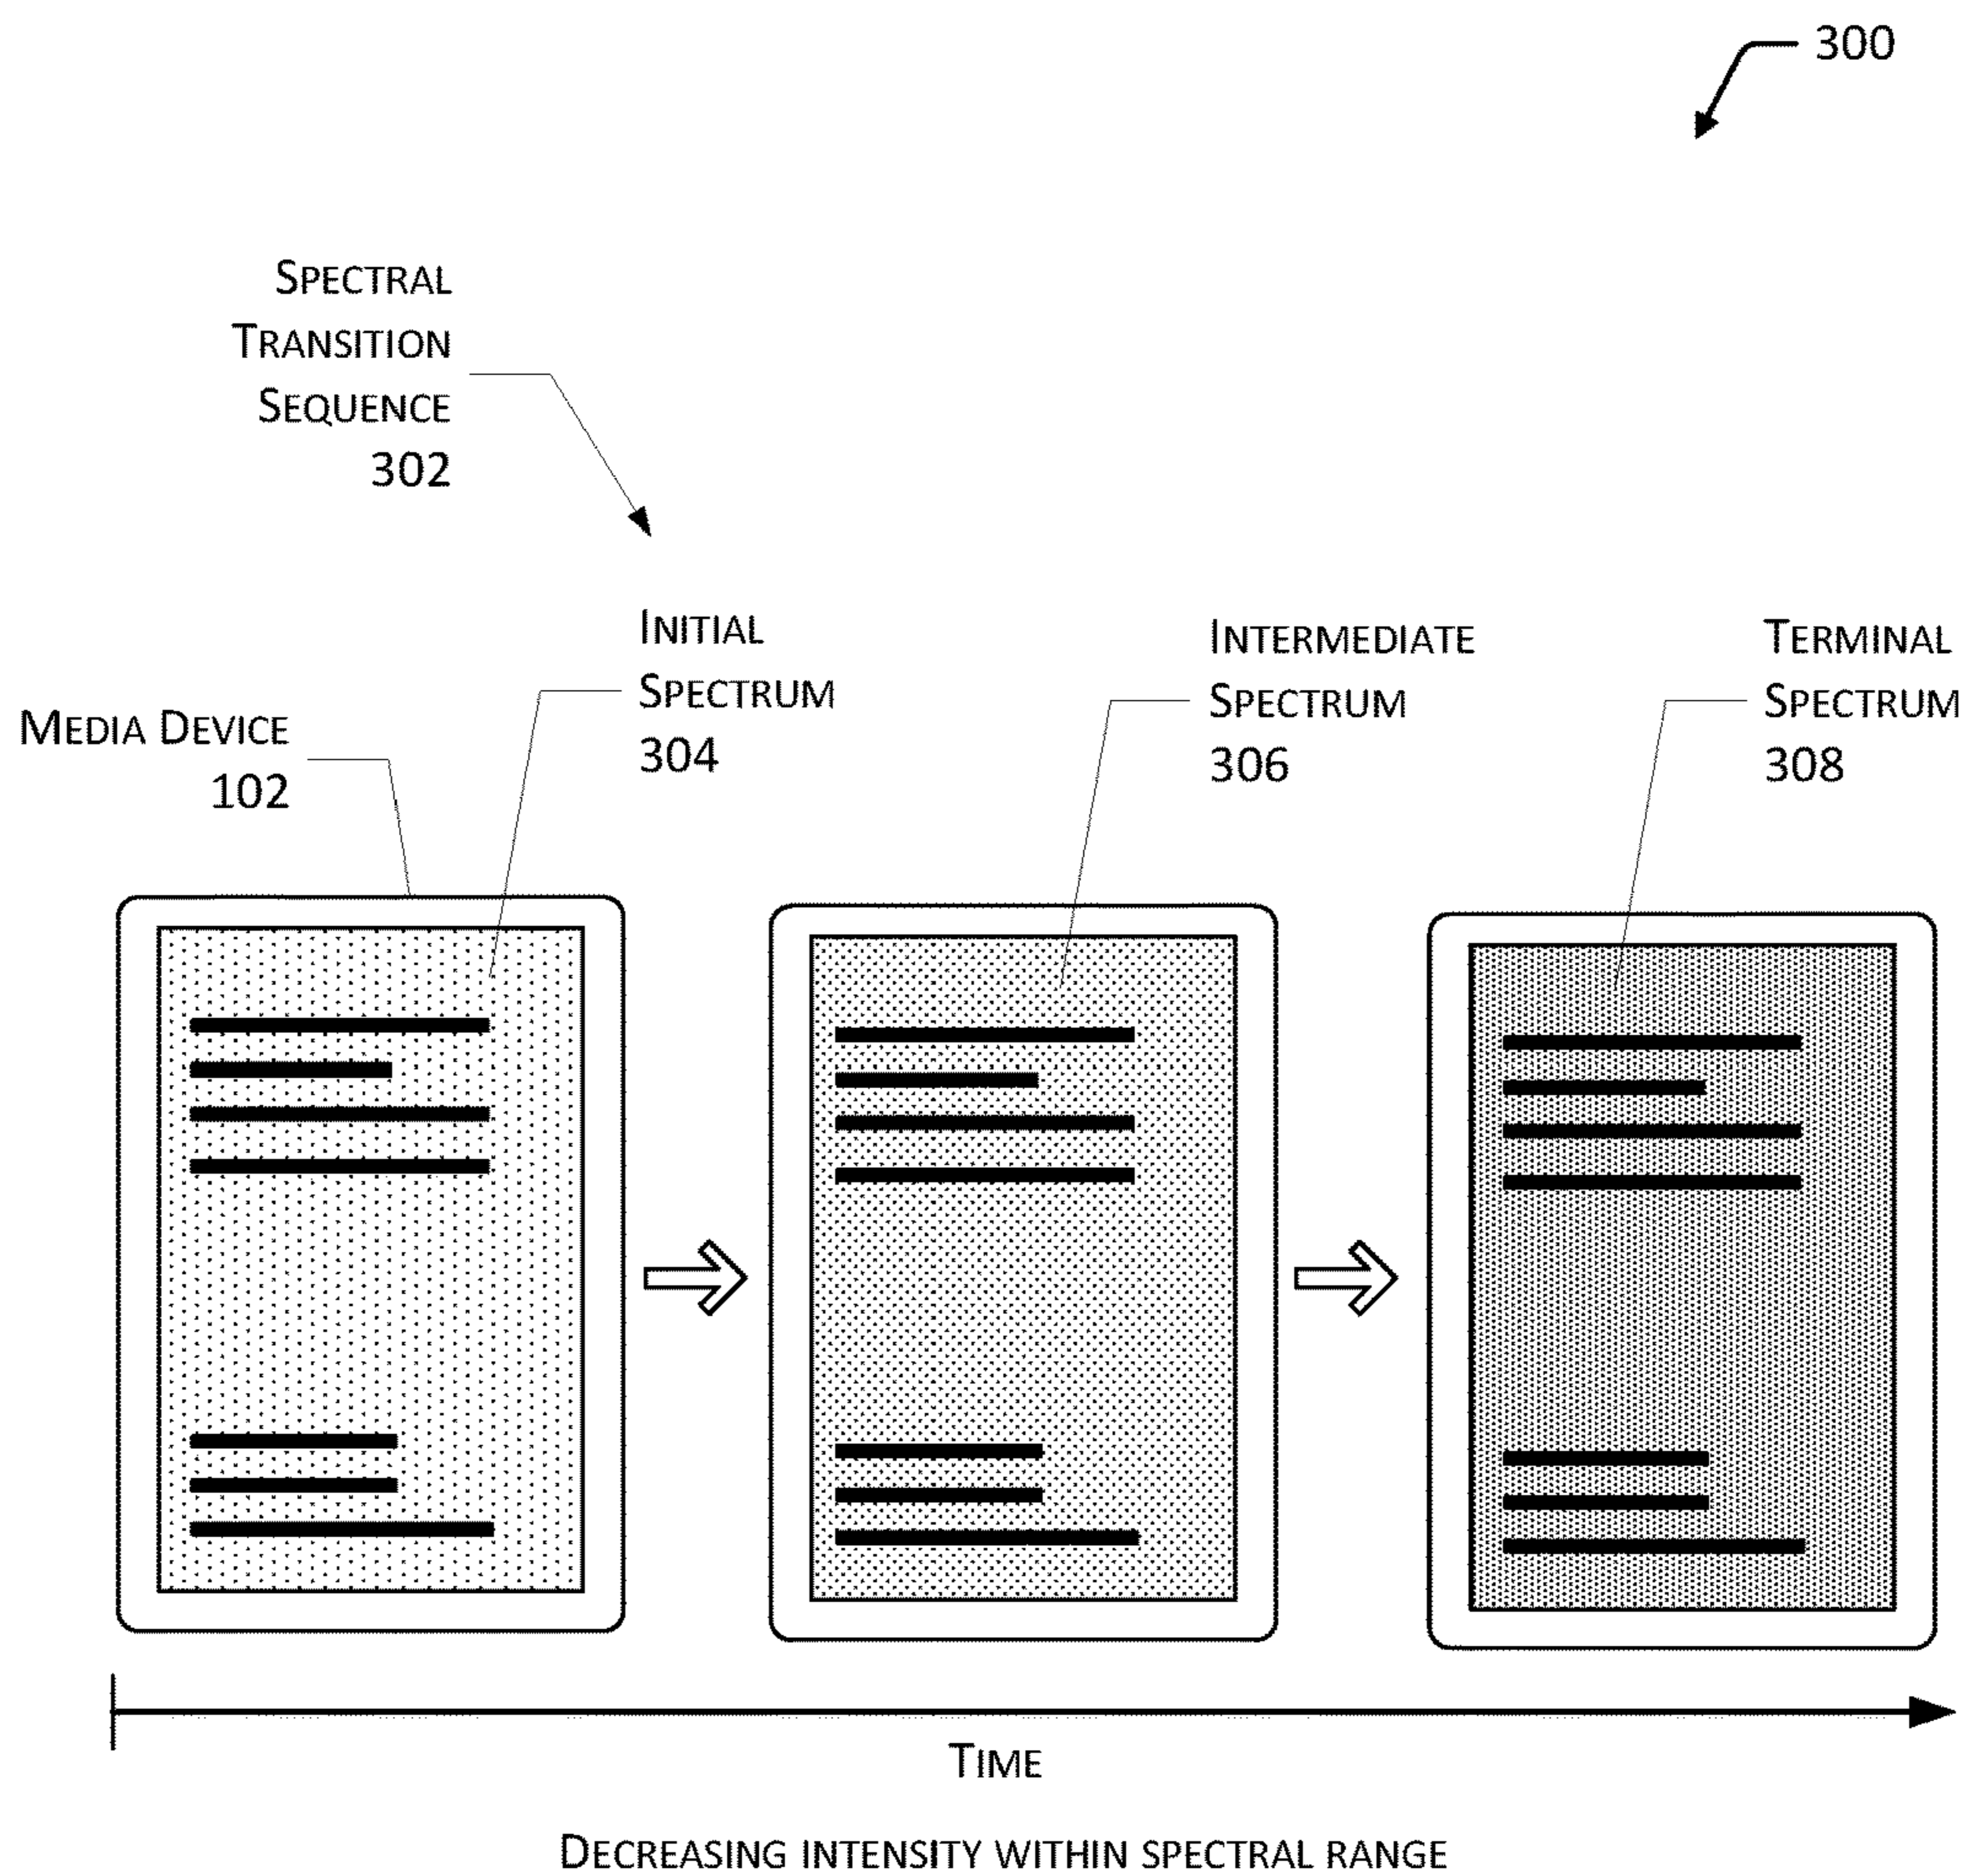 300
SPECTRAL
TRANSITION
SEQUENCE
302
INITIAL
SPECTRUM
304
INTERMEDIATE
SPECTRUM
306
TERMINAL
SPECTRUM
308
MEDIA DEVICE
102
TIME
DECREASING INTENSITY WITHIN SPECTRAL RANGE